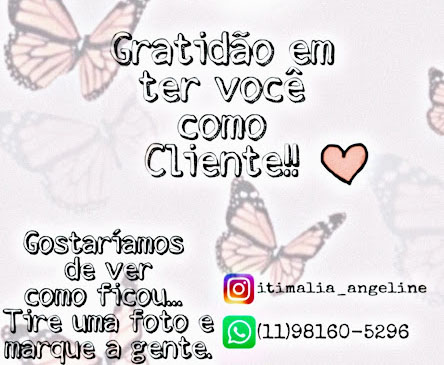 Gratidão em
ter você
como
Cliente!!
Gostaríamos
de ver
como ficou...
Tire uma foto e
marque a gente.
itimalia_angeline
(11)98160-5296